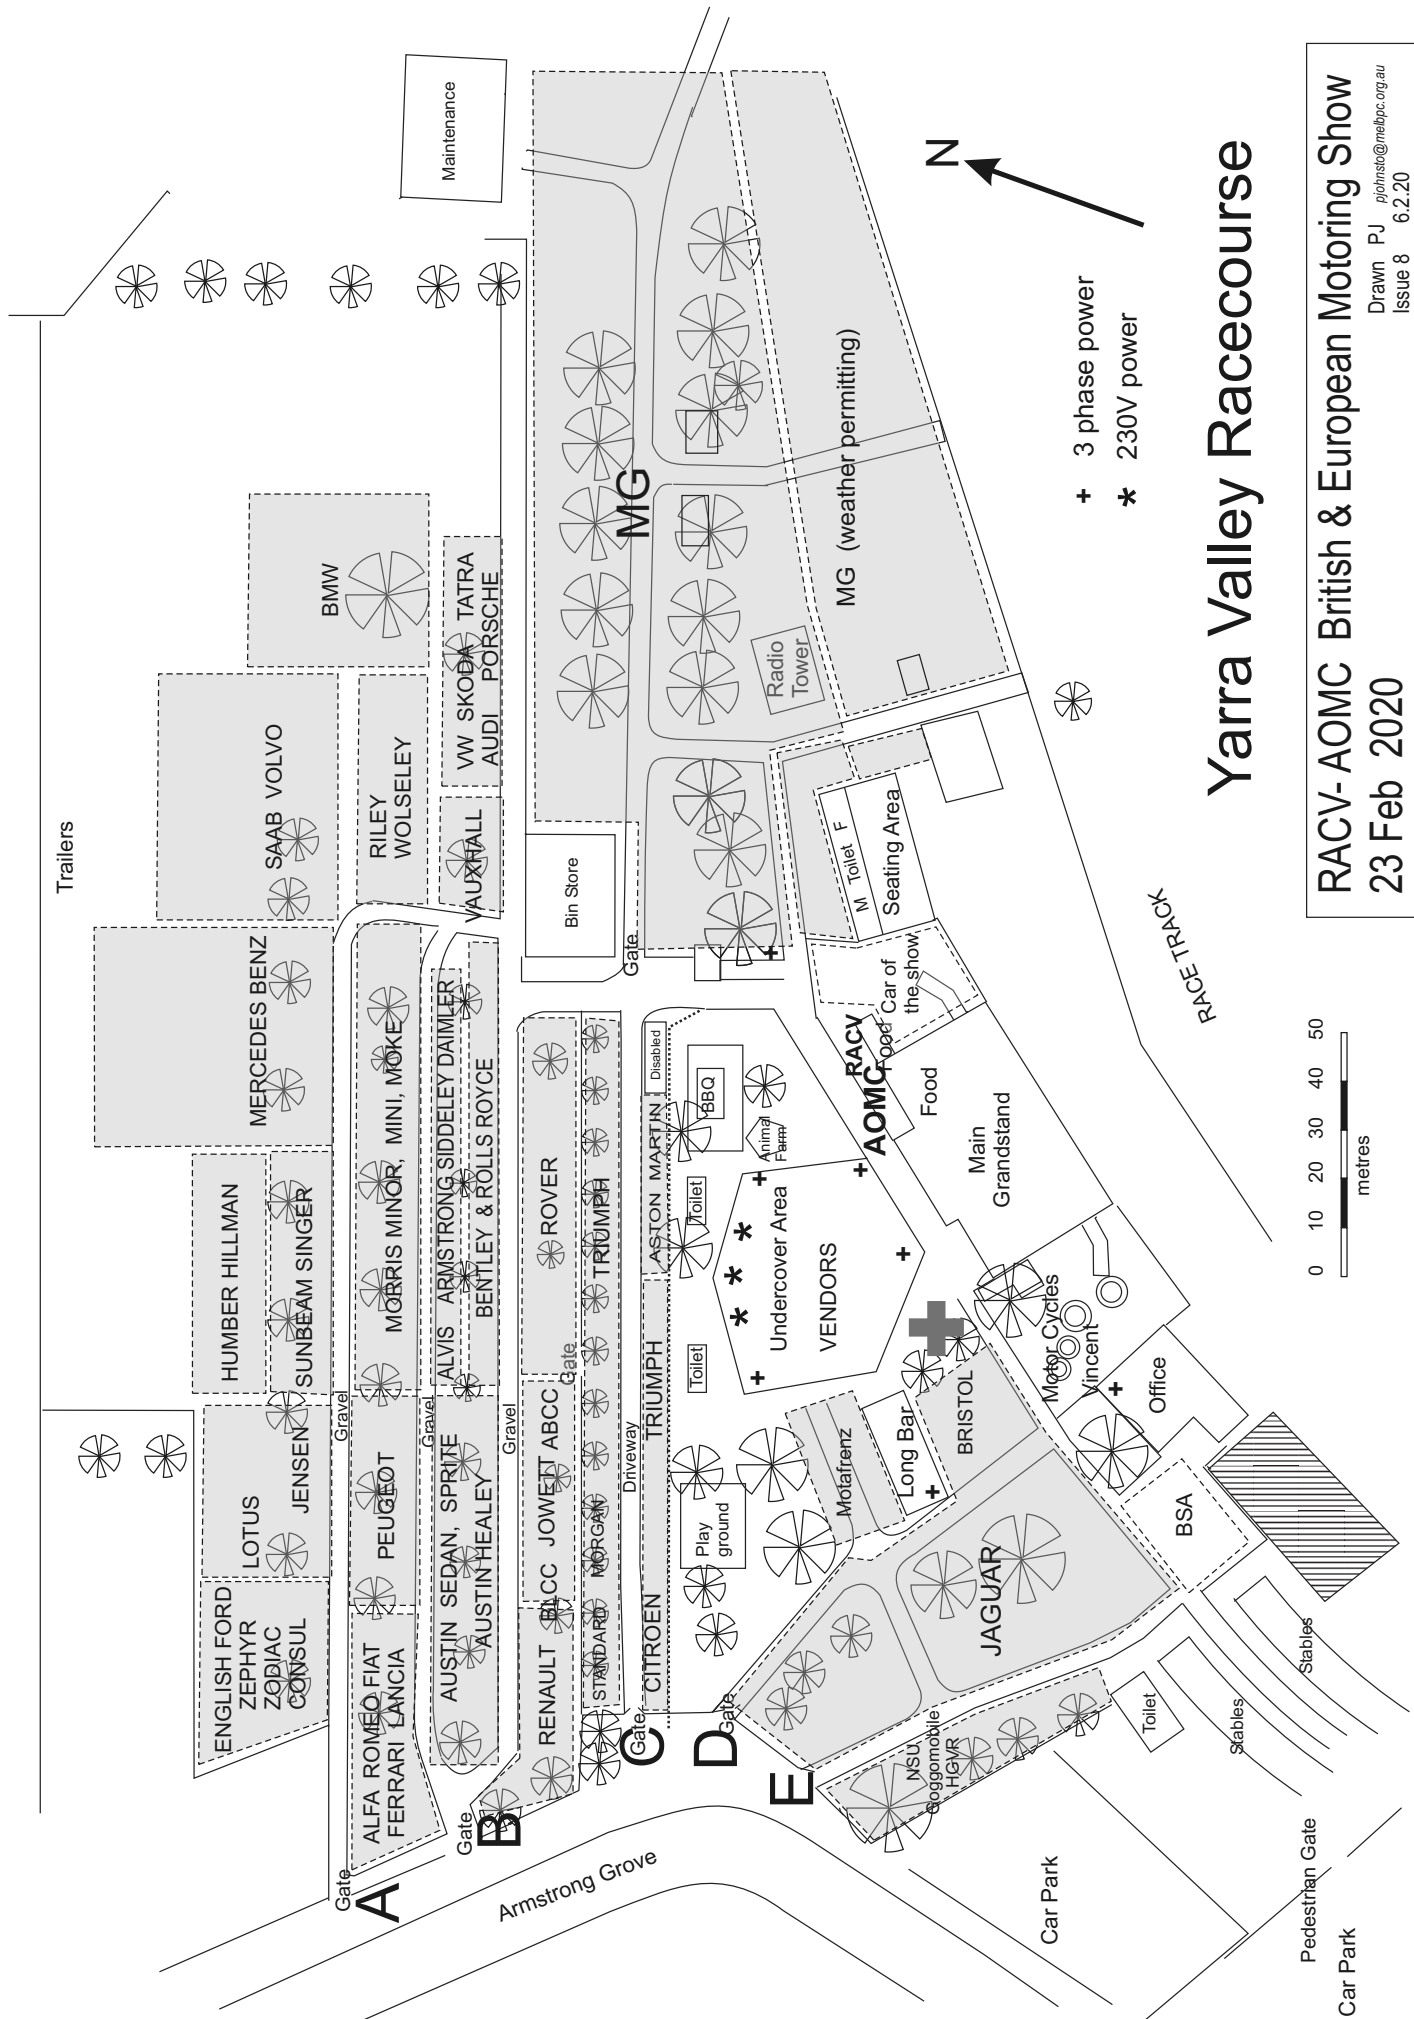 Trailers
Maintenance
BMW
SAAB VOLVO
RILEY
WOLSELEY
VW SKODA TATRA
AUDI PORSCHE
VAUXHALL
MERCEDES BENZ
HUMBER HILLMAN
SUNBEAM SINGER
LOTUS
JENSEN
ENGLISH FORD
ZEPHYR
ZODIAC
CONSUL
MORRIS MINOR, MINI, MOKE
PEUGEOT
ALFA ROMEO FIAT
FERRARI LANCIA
Gravel
Gravel
Gravel
ALVIS ARMSTRONG SIDDELEY DAIMLER
BENTLEY & ROLLS ROYCE
AUSTIN SEDAN, SPRITE
AUSTIN HEALEY
ROVER
Gate
BLCC JOWETT ABCC
RENAULT
TRIUMPH
MORGAN
STANDARD
Driveway
Disabled
ASTON MARTIN
TRIUMPH
CITROEN
Gate
A
Gate
B
Gate
C
Gate
D
E
Armstrong Grove
Bin Store
Gate
MG
MG (weather permitting)
Radio
Tower
M Toilet F
Seating Area
Car of
the show
RACV
Food
AOMC
Food
Main
Grandstand
BBQ
Animal
Farm
Toilet
Toilet
Undercover Area
VENDORS
Play
ground
Motafrenz
Long Bar
BRISTOL
Motor Cycles
Vincent
Office
BSA
JAGUAR
NSU
Goggomobile
HGVR
Toilet
Stables
Stables
Car Park
Pedestrian Gate
Car Park
RACE TRACK
N
+ 3 phase power
* 230V power
0 10 20 30 40 50
metres
Yarra Valley Racecourse
RACV- AOMC British & European Motoring Show
23 Feb 2020
Drawn PJ pjohnsto@melbpc.org.au
Issue 8 6.2.20